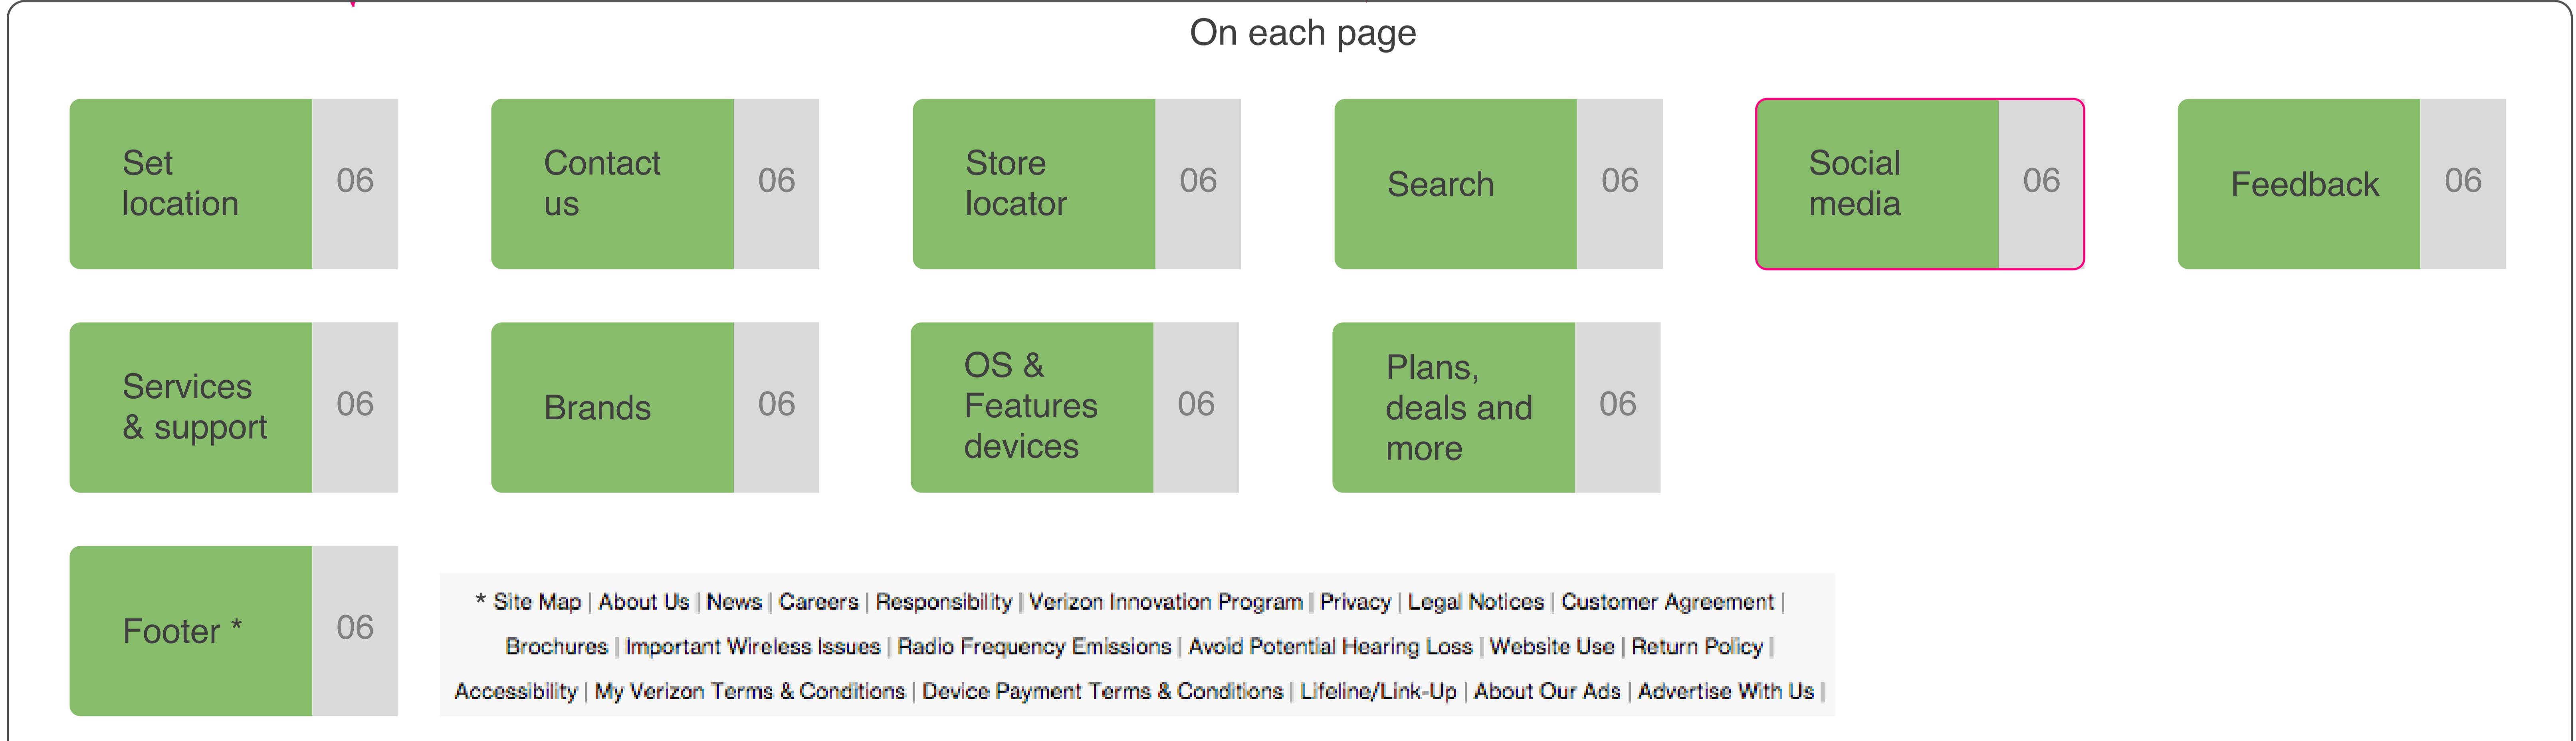 On each page
Set
location
06
Contact
us
06
Store
locator
06
Search
06
Social
media
06
Feedback
06
Services
& support
06
Brands
06
OS &
Features
devices
06
Plans,
deals and
more
06
Footer *
06
* Site Map | About Us | News | Careers | Responsibility | Verizon Innovation Program | Privacy | Legal Notices | Customer Agreement |
Brochures | Important Wireless Issues | Radio Frequency Emissions | Avoid Potential Hearing Loss | Website Use | Return Policy |
Accessibility | My Verizon Terms & Conditions | Device Payment Terms & Conditions | Lifeline/Link-Up | About Our Ads | Advertise With Us |